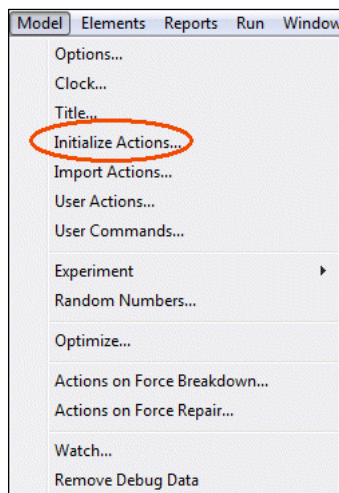 Model Elements Reports Run Window
Options...
Clock...
Title...
Initialize Actions...
Import Actions...
User Actions...
User Commands...
Experiment
Random Numbers...
Optimize...
Actions on Force Breakdown...
Actions on Force Repair...
Watch...
Remove Debug Data